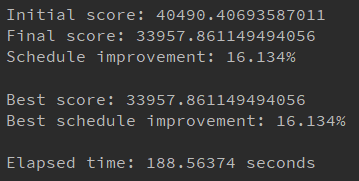 Initial score: 40490.40693587011
Final score: 33957.861149494056
Schedule improvement: 16.134%
Best score: 33957.861149494056
Best schedule improvement: 16.134%
Elapsed time: 188.56374 seconds